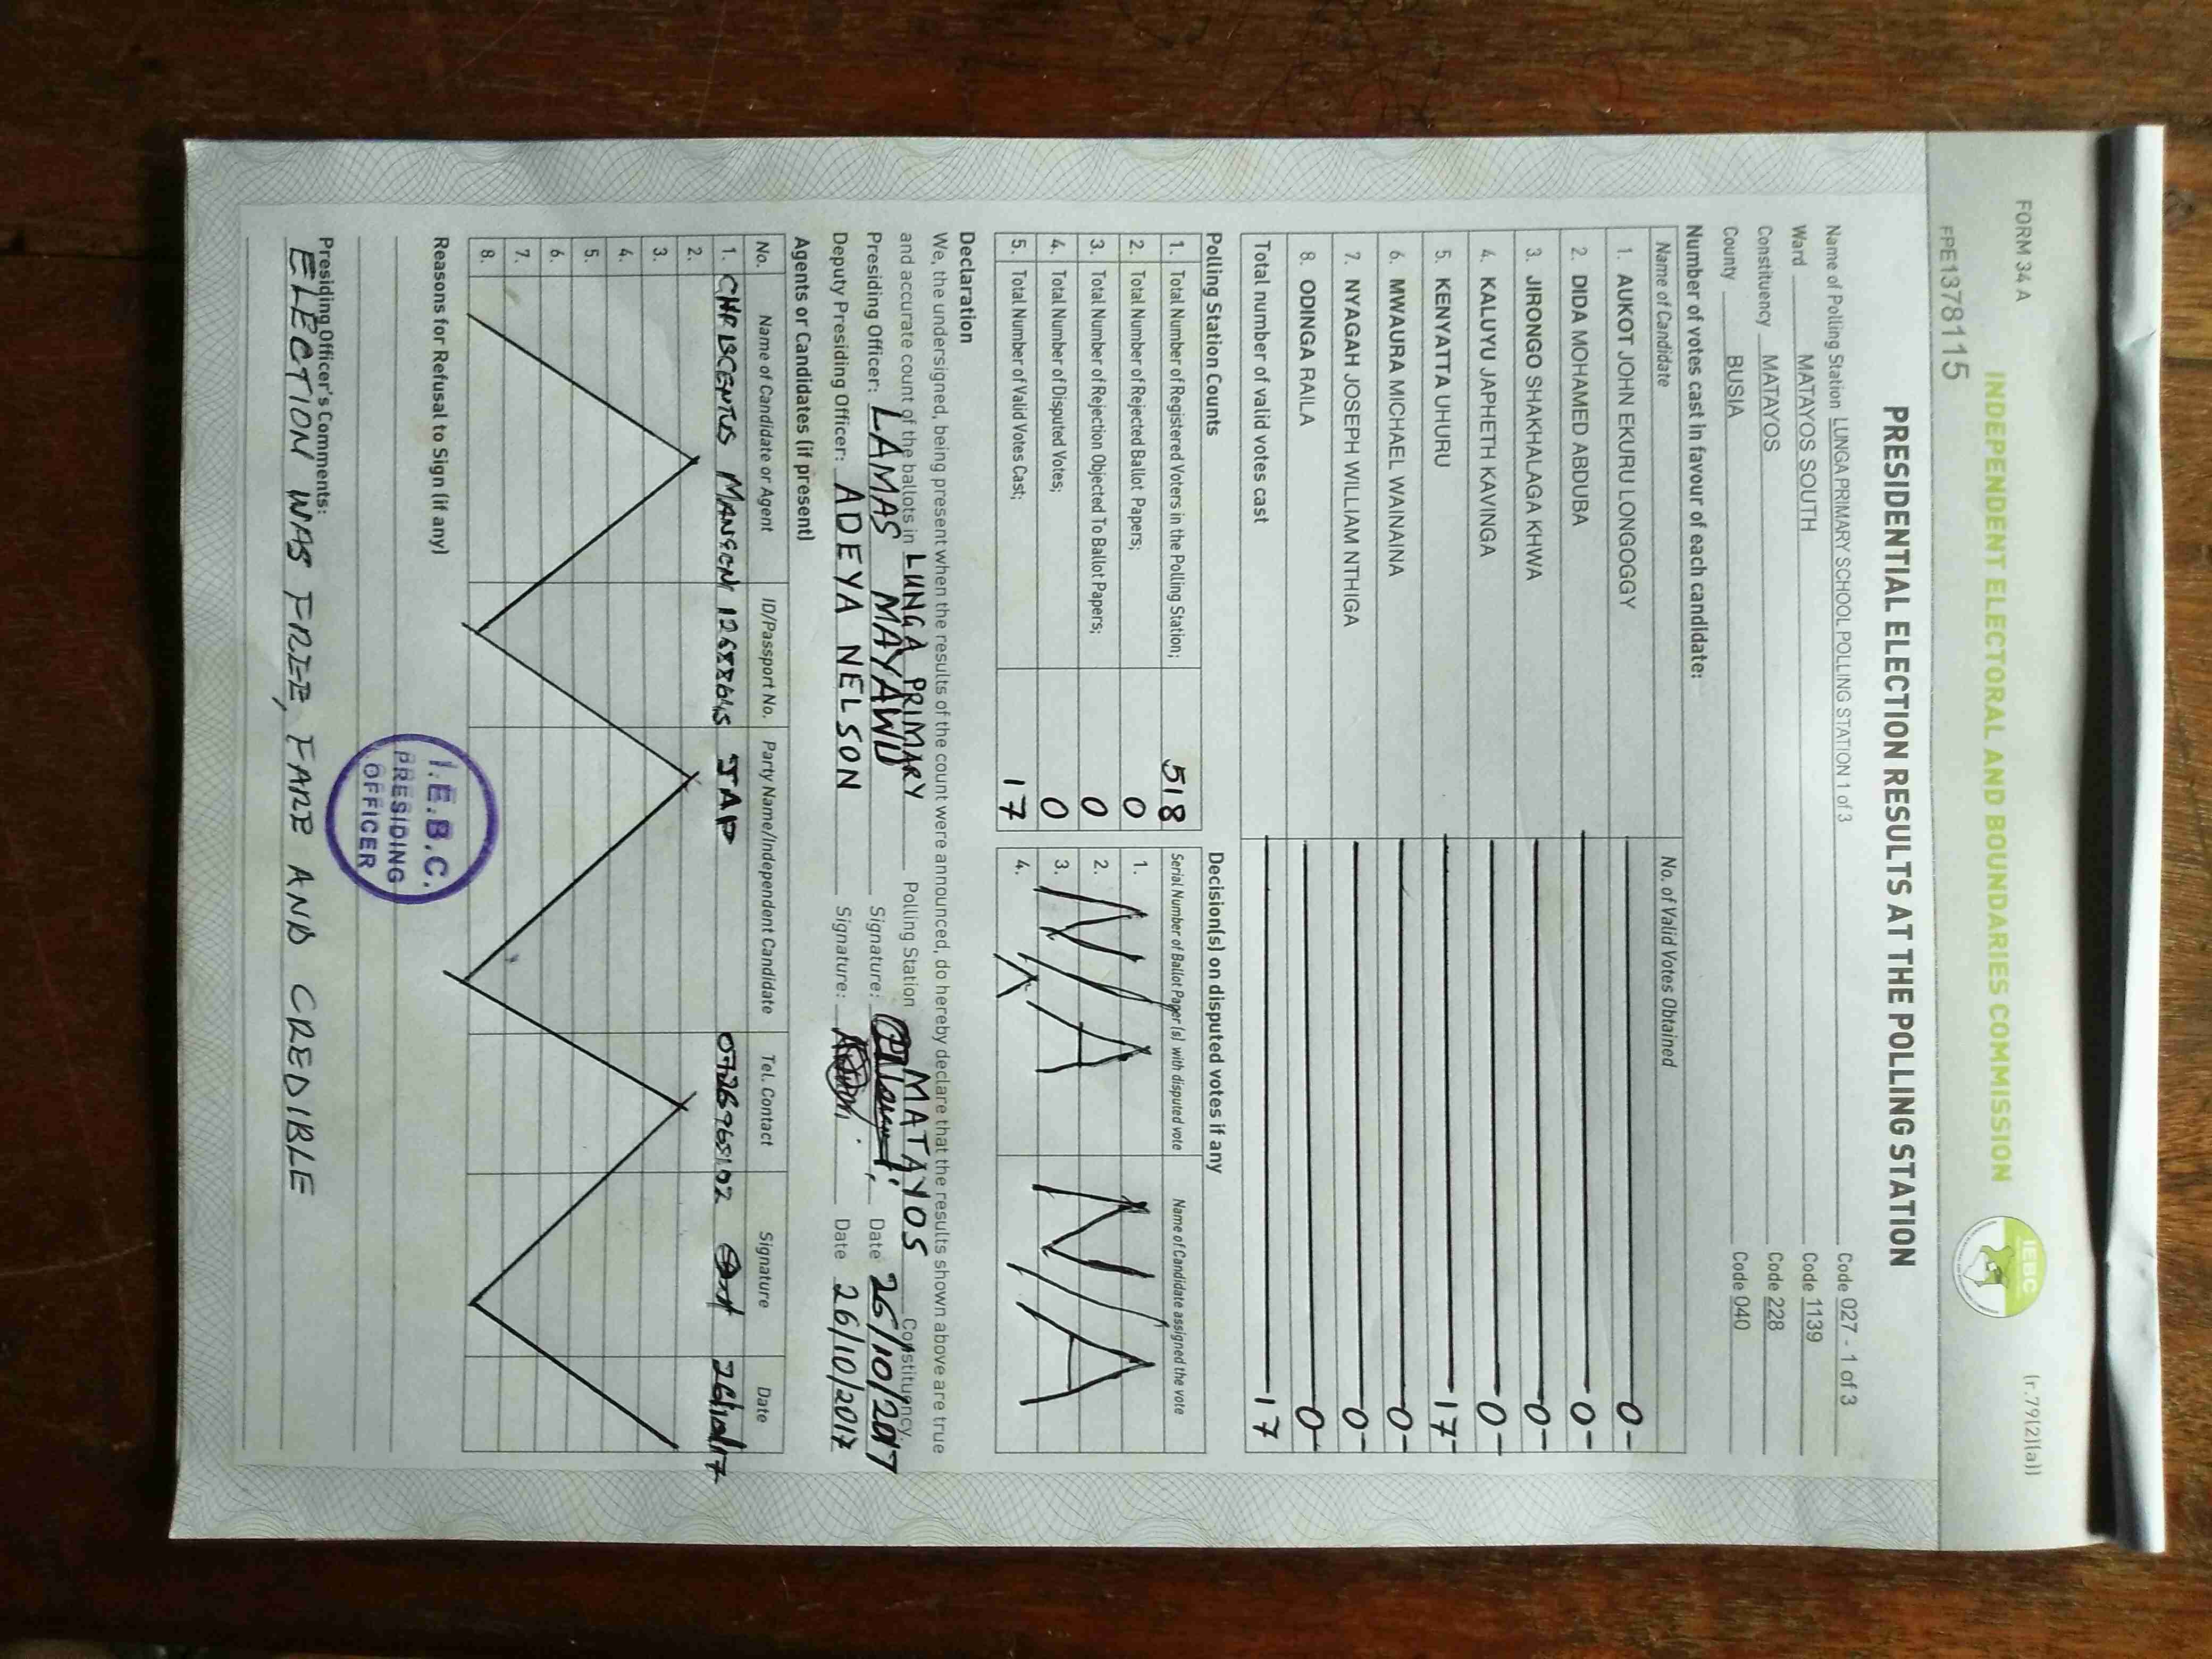 FORM 34 A
(r.79(2)(a))
INDEPENDENT ELECTORAL AND BOUNDARIES COMMISSION
IEBC
FPE1378115
PRESIDENTIAL ELECTION RESULTS AT THE POLLING STATION
Name of Polling Station LUNGA PRIMARY SCHOOL POLLING STATION 1 of 3 Code 027 - 1 of 3
Ward MATAYOS SOUTH Code 1139
Constituency MATAYOS Code 228
County BUSIA Code 040
Number of votes cast in favour of each candidate:
Name of Candidate No. of Valid Votes Obtained
1. AUKOT JOHN EKURU LONGOGGY 0
2. DIDA MOHAMED ABDUBA 0
3. JIRONGO SHAKHALAGA KHWA 0
4. KALUYU JAPHETH KAVINGA 0
5. KENYATTA UHURU 17
6. MWAURA MICHAEL WAINAINA 0
7. NYAGAH JOSEPH WILLIAM NTHIGA 0
8. ODINGA RAILA 0
Total number of valid votes cast 17
Polling Station Counts
1. Total Number of Registered Voters in the Polling Station; 518
2. Total Number of Rejected Ballot Papers; 0
3. Total Number of Rejection Objected To Ballot Papers; 0
4. Total Number of Disputed Votes; 0
5. Total Number of Valid Votes Cast; 17
Decision(s) on disputed votes if any
Serial Number of Ballot Paper(s) with disputed vote Name of Candidate assigned the vote
1.
2. N/A N/A
3.
4.
Declaration
We, the undersigned, being present when the results of the count were announced, do hereby declare that the results shown above are true
and accurate count of the ballots in LUNGA PRIMARY Polling Station MATAYOS Constituency.
Presiding Officer: LAMAS MAYAWD Signature: Date 26/10/2017
Deputy Presiding Officer: ADEYA NELSON Signature: Date 26/10/2017
Agents or Candidates (if present)
No. Name of Candidate or Agent ID/Passport No. Party Name/Independent Candidate Tel. Contact Signature Date
1. CHRISCENTUS JAP 26/10/17
2.
3.
4.
5.
6.
7.
8.
Reasons for Refusal to Sign (if any)
I.E.B.C.
PRESIDING
OFFICER
Presiding Officer's Comments:
ELECTION WAS FREE, FARE AND CREDIBLE